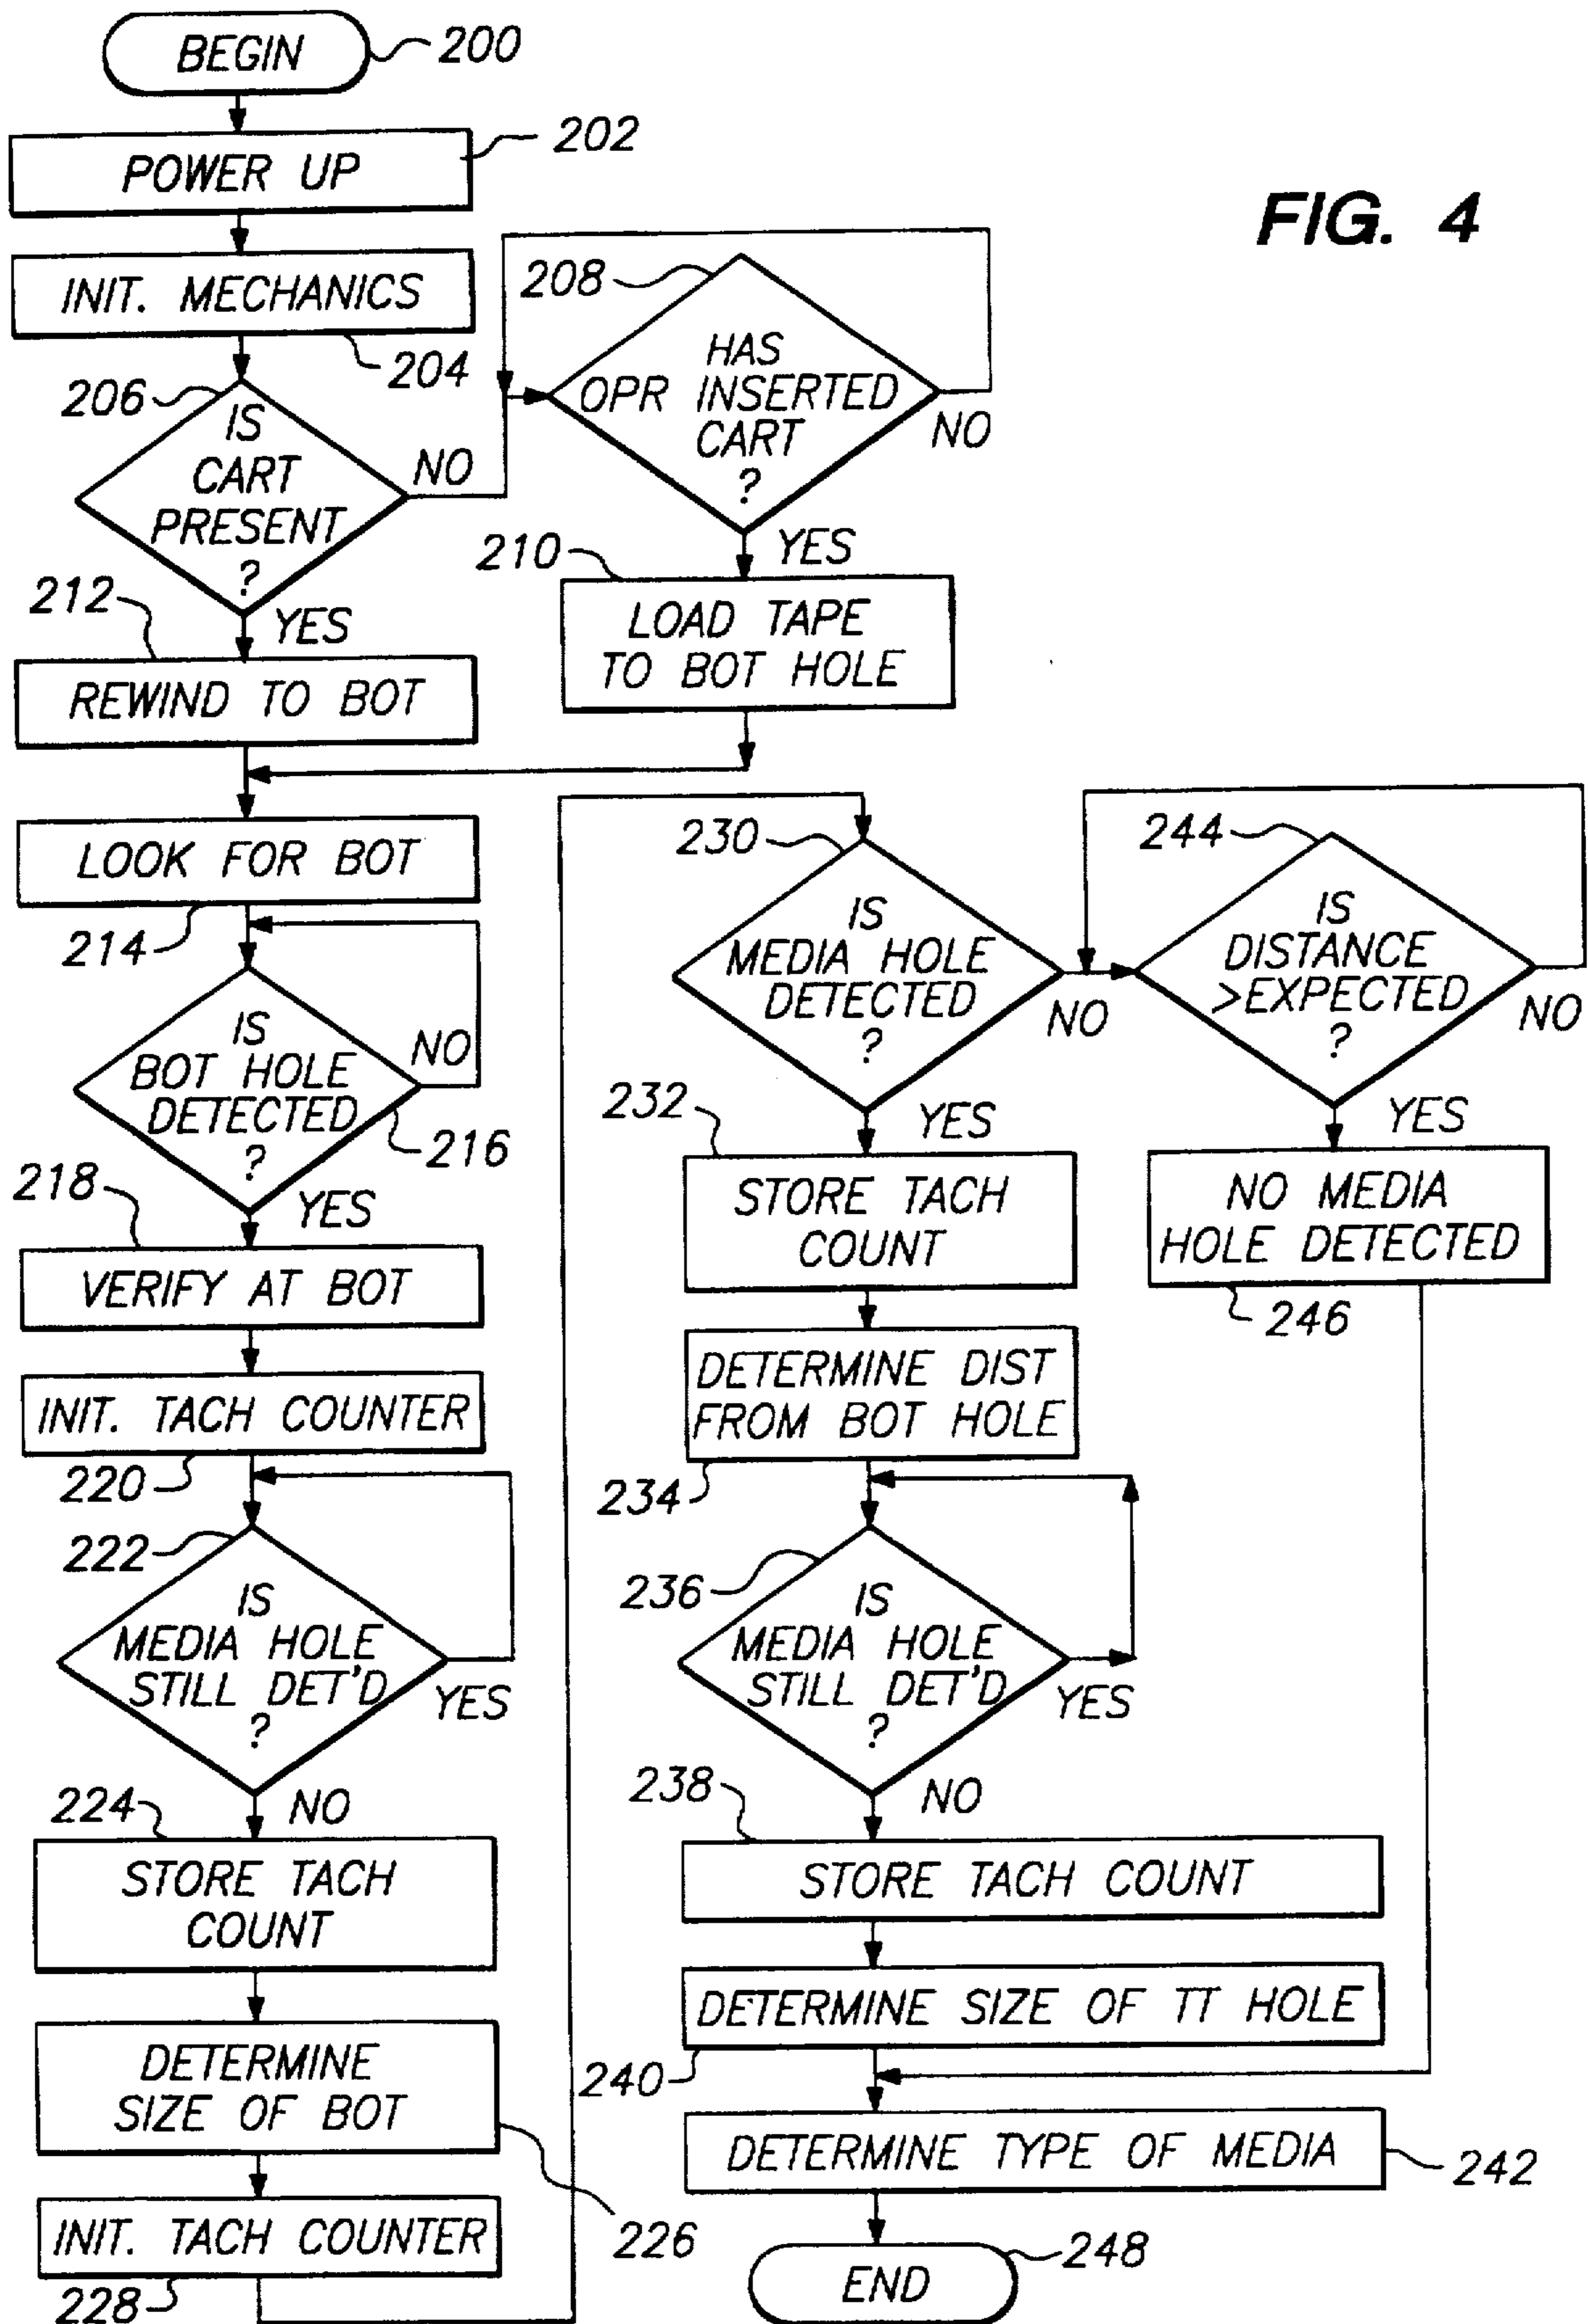 BEGIN
200
POWER UP
202
FIG. 4
INIT. MECHANICS
204
206
IS
CART
PRESENT
?
NO
YES
208
HAS
OPR INSERTED
CART
?
NO
YES
210
LOAD TAPE
TO BOT HOLE
212
REWIND TO BOT
LOOK FOR BOT
214
IS
BOT HOLE
DETECTED
?
NO
216
YES
218
VERIFY AT BOT
INIT. TACH COUNTER
220
222
IS
MEDIA HOLE
STILL DET'D
?
YES
NO
224
STORE TACH
COUNT
DETERMINE
SIZE OF BOT
226
INIT. TACH COUNTER
228
230
IS
MEDIA HOLE
DETECTED
?
NO
YES
232
STORE TACH
COUNT
DETERMINE DIST
FROM BOT HOLE
234
236
IS
MEDIA HOLE
STILL DET'D
?
YES
NO
238
STORE TACH COUNT
DETERMINE SIZE OF TT HOLE
240
DETERMINE TYPE OF MEDIA
242
END
248
244
IS
DISTANCE
>EXPECTED
?
NO
YES
NO MEDIA
HOLE DETECTED
246